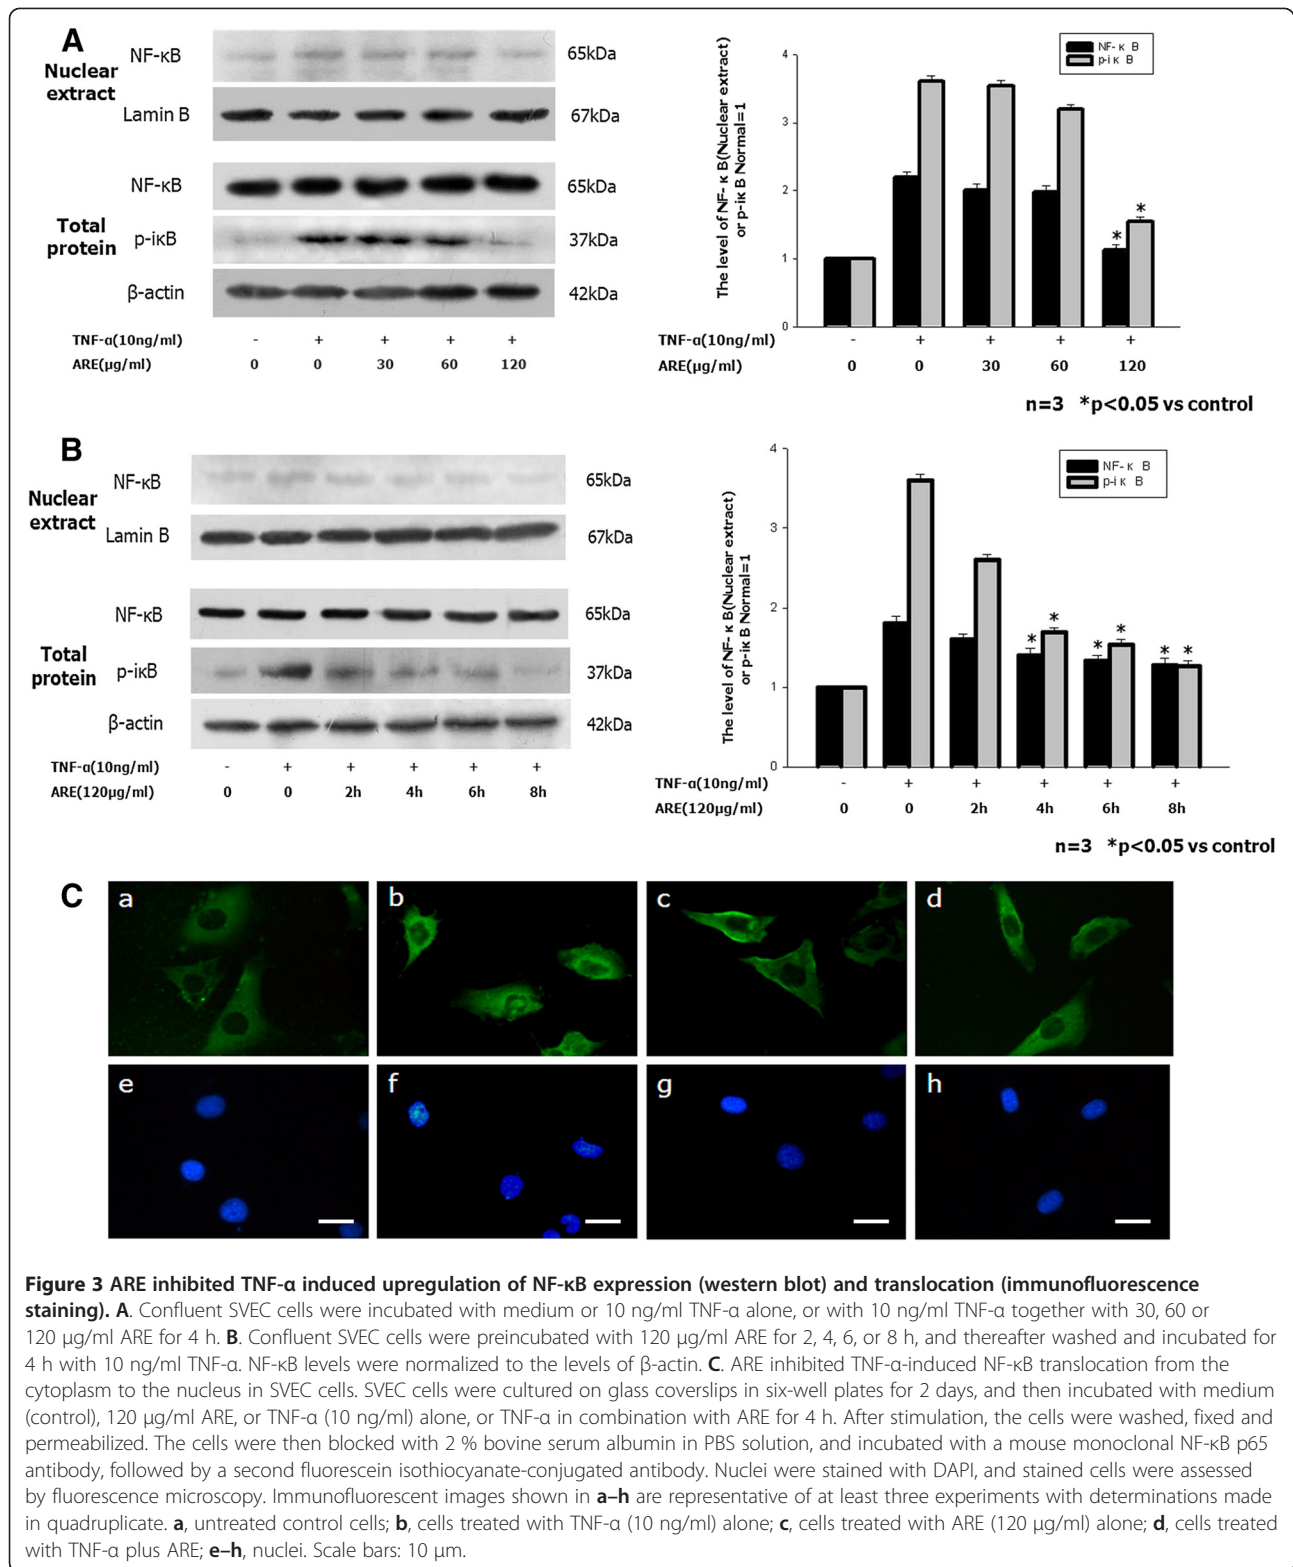 A
Nuclear
extract
NF-κB
65kDa
Lamin B
67kDa
Total
protein
NF-κB
65kDa
p-iκB
37kDa
β-actin
42kDa
TNF-α(10ng/ml) - + + + +
ARE(μg/ml) 0 0 30 60 120
The level of NF- κ B(Nuclear extract)
or p-iκ B Normal=1
4
3
2
1
0
NF- κ B
p-iκ B
* *
TNF-α(10ng/ml) - + + + +
ARE(μg/ml) 0 0 30 60 120
n=3 *p<0.05 vs control
B
Nuclear
extract
NF-κB
65kDa
Lamin B
67kDa
Total
protein
NF-κB
65kDa
p-iκB
37kDa
β-actin
42kDa
TNF-α(10ng/ml) - + + + + +
ARE(120μg/ml) 0 0 2h 4h 6h 8h
The level of NF- κ B(Nuclear extract)
or p-iκ B Normal=1
4
3
2
1
0
NF- κ B
p-iκ B
* * * * * *
TNF-α(10ng/ml) - + + + + +
ARE(120μg/ml) 0 0 2h 4h 6h 8h
n=3 *p<0.05 vs control
C
a b c d
e f g h
Figure 3 ARE inhibited TNF-α induced upregulation of NF-κB expression (western blot) and translocation (immunofluorescence
staining). A. Confluent SVEC cells were incubated with medium or 10 ng/ml TNF-α alone, or with 10 ng/ml TNF-α together with 30, 60 or
120 μg/ml ARE for 4 h. B. Confluent SVEC cells were preincubated with 120 μg/ml ARE for 2, 4, 6, or 8 h, and thereafter washed and incubated for
4 h with 10 ng/ml TNF-α. NF-κB levels were normalized to the levels of β-actin. C. ARE inhibited TNF-α-induced NF-κB translocation from the
cytoplasm to the nucleus in SVEC cells. SVEC cells were cultured on glass coverslips in six-well plates for 2 days, and then incubated with medium
(control), 120 μg/ml ARE, or TNF-α (10 ng/ml) alone, or TNF-α in combination with ARE for 4 h. After stimulation, the cells were washed, fixed and
permeabilized. The cells were then blocked with 2 % bovine serum albumin in PBS solution, and incubated with a mouse monoclonal NF-κB p65
antibody, followed by a second fluorescein isothiocyanate-conjugated antibody. Nuclei were stained with DAPI, and stained cells were assessed
by fluorescence microscopy. Immunofluorescent images shown in a–h are representative of at least three experiments with determinations made
in quadruplicate. a, untreated control cells; b, cells treated with TNF-α (10 ng/ml) alone; c, cells treated with ARE (120 μg/ml) alone; d, cells treated
with TNF-α plus ARE; e–h, nuclei. Scale bars: 10 μm.